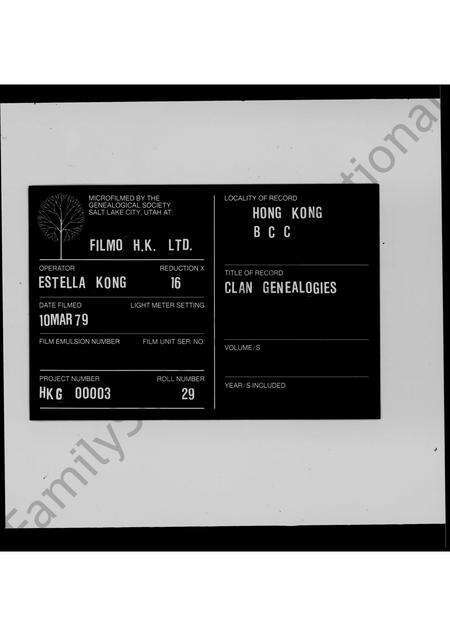 MICROFILMED BY THE
GENEALOGICAL SOCIETY
SALT LAKE CITY, UTAH AT:
FILMO H.K. LTD.
OPERATOR REDUCTION X
ESTELLA KONG 16
DATE FILMED LIGHT METER SETTING
10MAR79
FILM EMULSION NUMBER FILM UNIT SER. NO.
PROJECT NUMBER ROLL NUMBER
HKG 00003 29
LOCALITY OF RECORD
HONG KONG
B C C
TITLE OF RECORD
CLAN GENEALOGIES
VOLUME/S
YEAR/S INCLUDED